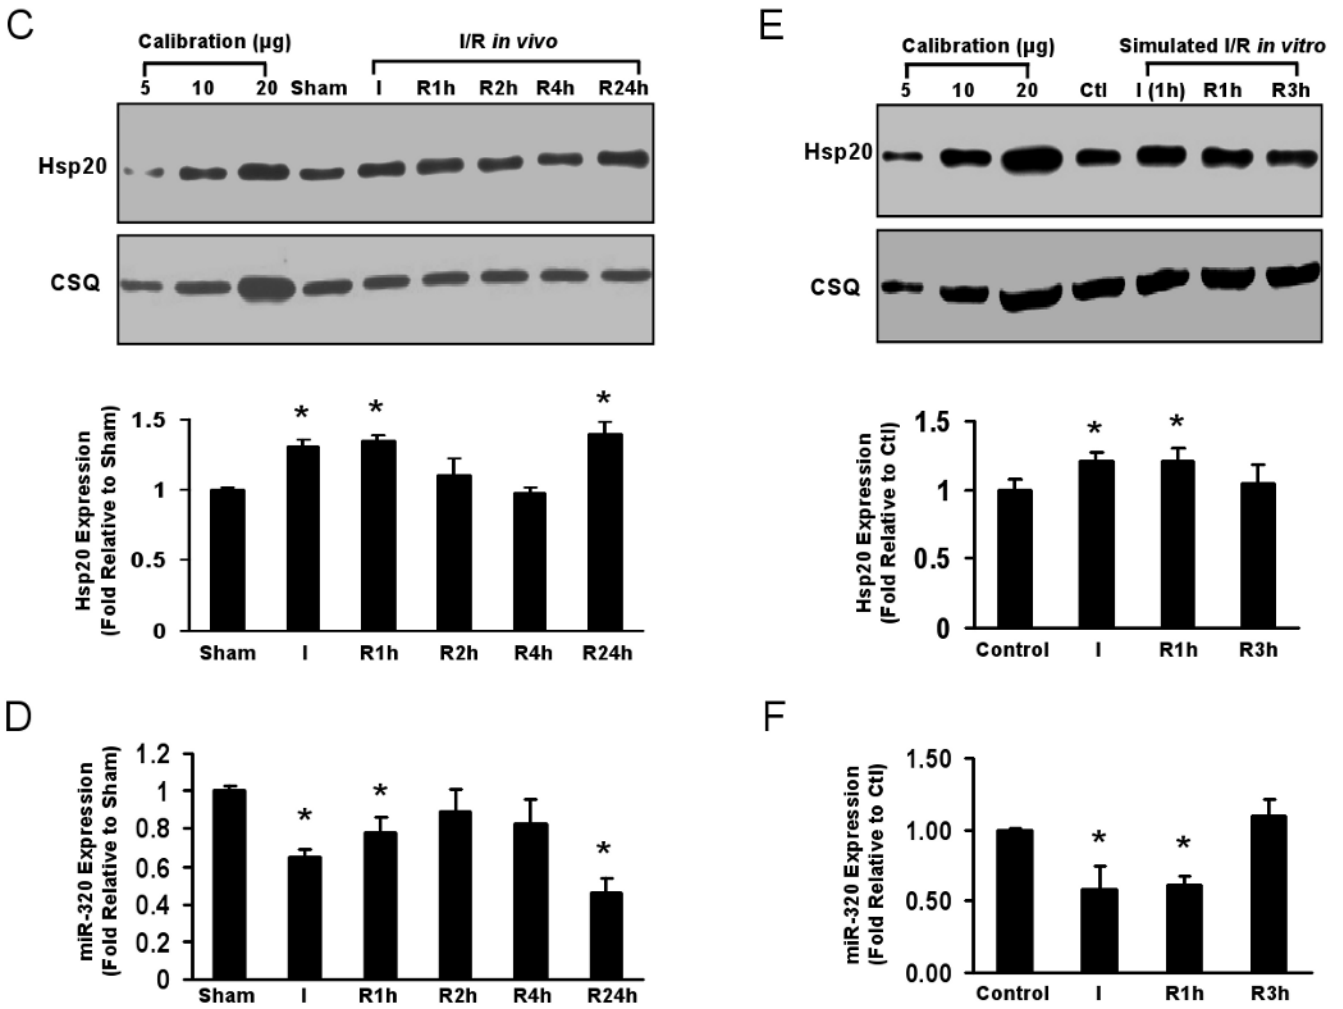 C
Calibration (µg)
I/R in vivo
5 10 20 Sham I R1h R2h R4h R24h
Hsp20
CSQ
Hsp20 Expression
(Fold Relative to Sham)
1.5
1
0.5
0
* * *
Sham I R1h R2h R4h R24h
E
Calibration (µg)
Simulated I/R in vitro
5 10 20 Ctl I (1h) R1h R3h
Hsp20
CSQ
Hsp20 Expression
(Fold Relative to Ctl)
1.5
1
0.5
0
* *
Control I R1h R3h
D
miR-320 Expression
(Fold Relative to Sham)
1.2
1
0.8
0.6
0.4
0.2
0
* * *
Sham I R1h R2h R4h R24h
F
miR-320 Expression
(Fold Relative to Ctl)
1.50
1.00
0.50
0.00
* *
Control I R1h R3h